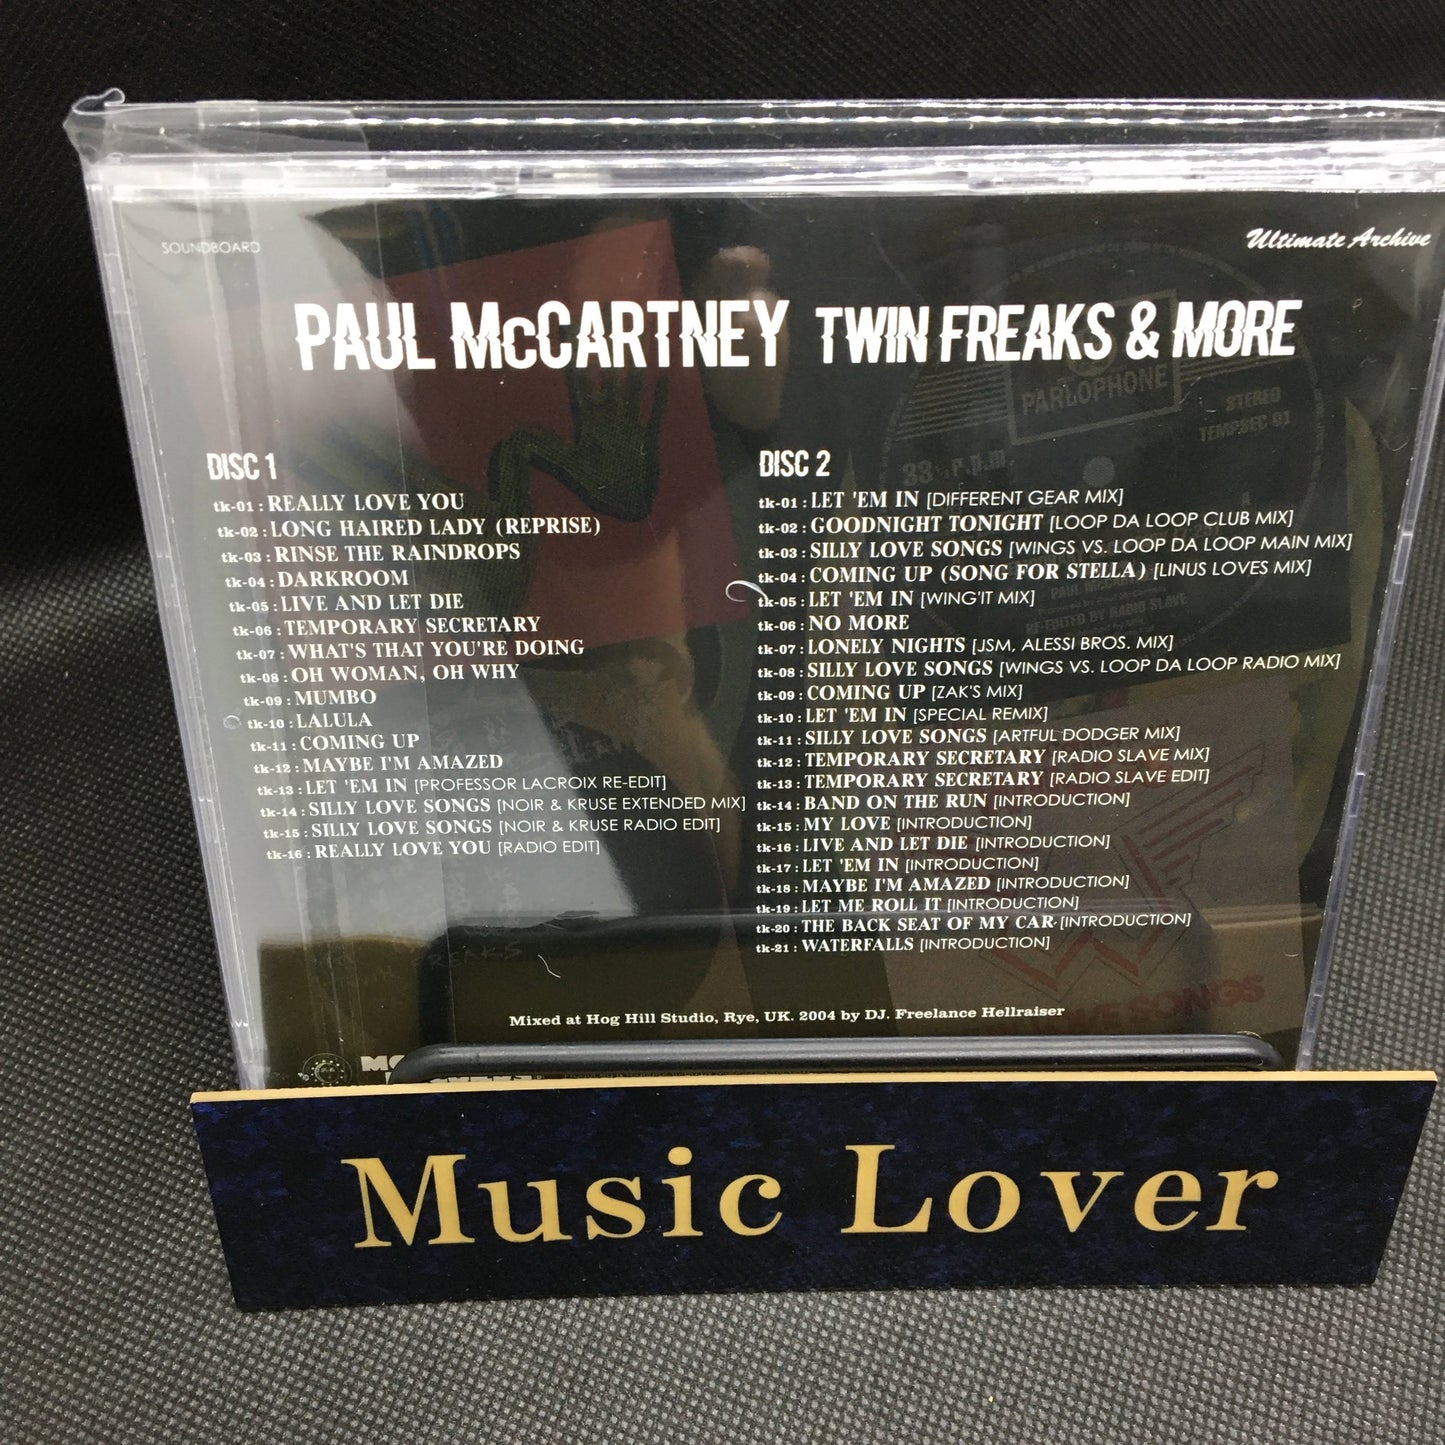 SOUNDBOARD
Ultimate Archive
PAUL McCARTNEY TWIN FREAKS & MORE
PARLOPHONE
STEREO
TEMPSEC 01
33 r.p.m.
DISC 1
tk-01 : REALLY LOVE YOU
tk-02 : LONG HAIRED LADY (REPRISE)
tk-03 : RINSE THE RAINDROPS
tk-04 : DARKROOM
tk-05 : LIVE AND LET DIE
tk-06 : TEMPORARY SECRETARY
tk-07 : WHAT'S THAT YOU'RE DOING
tk-08 : OH WOMAN, OH WHY
tk-09 : MUMBO
tk-10 : LALULA
tk-11 : COMING UP
tk-12 : MAYBE I'M AMAZED
tk-13 : LET 'EM IN [PROFESSOR LACROIX RE-EDIT]
tk-14 : SILLY LOVE SONGS [NOIR & KRUSE EXTENDED MIX]
tk-15 : SILLY LOVE SONGS [NOIR & KRUSE RADIO EDIT]
tk-16 : REALLY LOVE YOU [RADIO EDIT]
DISC 2
tk-01 : LET 'EM IN [DIFFERENT GEAR MIX]
tk-02 : GOODNIGHT TONIGHT [LOOP DA LOOP CLUB MIX]
tk-03 : SILLY LOVE SONGS [WINGS VS. LOOP DA LOOP MAIN MIX]
tk-04 : COMING UP (SONG FOR STELLA) [LINUS LOVES MIX]
tk-05 : LET 'EM IN [WING'IT MIX]
RE-EDITED BY RADIO SLAVE
tk-06 : NO MORE
tk-07 : LONELY NIGHTS [JSM, ALESSI BROS. MIX]
tk-08 : SILLY LOVE SONGS [WINGS VS. LOOP DA LOOP RADIO MIX]
tk-09 : COMING UP [ZAK'S MIX]
tk-10 : LET 'EM IN [SPECIAL REMIX]
tk-11 : SILLY LOVE SONGS [ARTFUL DODGER MIX]
tk-12 : TEMPORARY SECRETARY [RADIO SLAVE MIX]
tk-13 : TEMPORARY SECRETARY [RADIO SLAVE EDIT]
tk-14 : BAND ON THE RUN [INTRODUCTION]
tk-15 : MY LOVE [INTRODUCTION]
tk-16 : LIVE AND LET DIE [INTRODUCTION]
tk-17 : LET 'EM IN [INTRODUCTION]
tk-18 : MAYBE I'M AMAZED [INTRODUCTION]
tk-19 : LET ME ROLL IT [INTRODUCTION]
tk-20 : THE BACK SEAT OF MY CAR [INTRODUCTION]
tk-21 : WATERFALLS [INTRODUCTION]
Mixed at Hog Hill Studio, Rye, UK. 2004 by DJ. Freelance Hellraiser
Music Lover